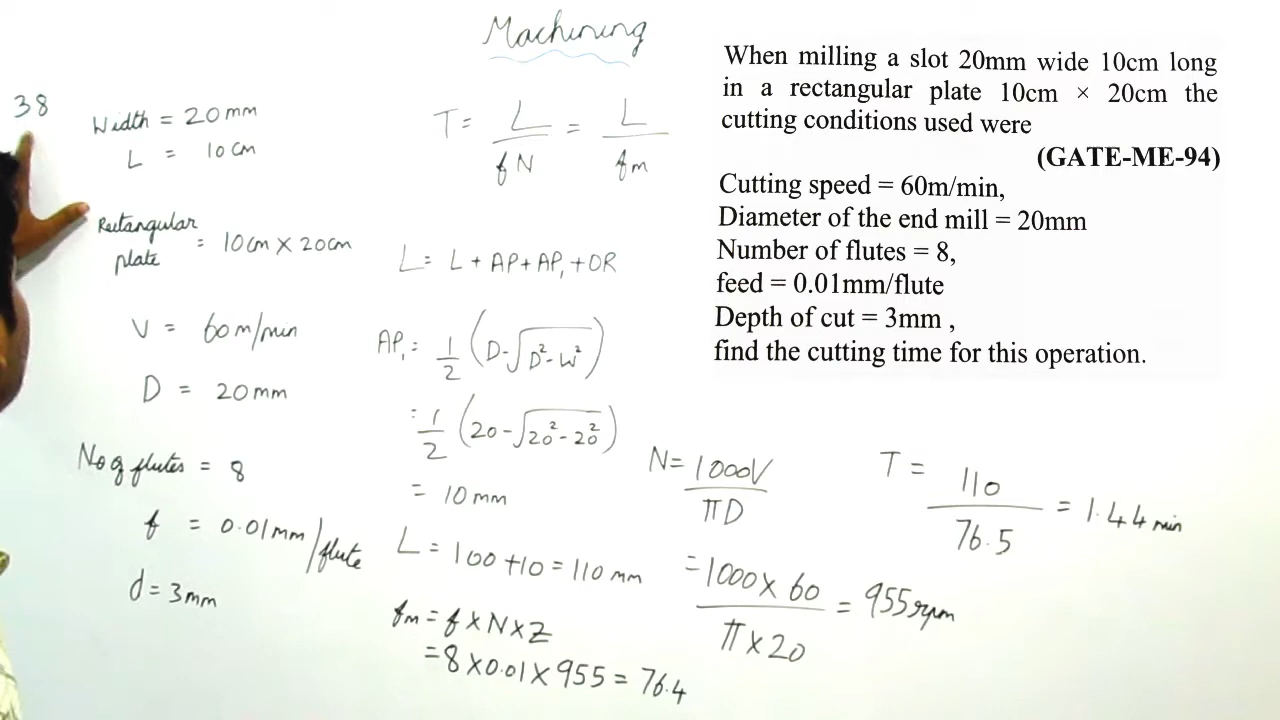 Machining
38
Width = 20mm
L = 10cm
Rectangular plate = 10cm × 20cm
V = 60m/min
D = 20mm
No of flutes = 8
f = 0.01mm/flute
d = 3mm
T = L / fN = L / fm
L = L + AP + AP₁ + OR
AP₁ = 1/2 (D - √(D² - W²))
= 1/2 (20 - √(20² - 20²))
= 10mm
L = 100 + 10 = 110 mm
fm = f × N × Z
= 8 × 0.01 × 955 = 76.4
N = 1000V / πD
= 1000 × 60 / π × 20 = 955 rpm
T = 110 / 76.5 = 1.44 min
When milling a slot 20mm wide 10cm long
in a rectangular plate 10cm × 20cm the
cutting conditions used were
(GATE-ME-94)
Cutting speed = 60m/min,
Diameter of the end mill = 20mm
Number of flutes = 8,
feed = 0.01mm/flute
Depth of cut = 3mm ,
find the cutting time for this operation.